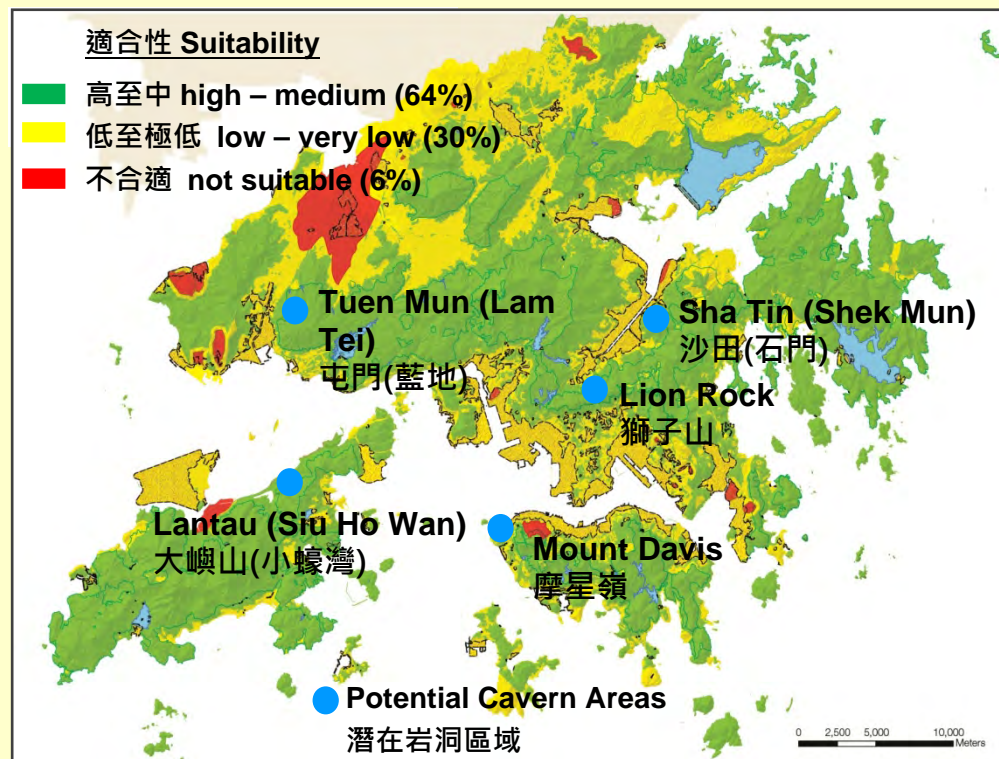 適合性 Suitability
高至中 high – medium (64%)
低至極低 low – very low (30%)
不合適 not suitable (6%)
Tuen Mun (Lam
Tei)
屯門(藍地)
Sha Tin (Shek Mun)
沙田(石門)
Lion Rock
獅子山
Lantau (Siu Ho Wan)
大嶼山(小蠔灣)
Mount Davis
摩星嶺
Potential Cavern Areas
潛在岩洞區域
0 2,500 5,000 10,000
Meters